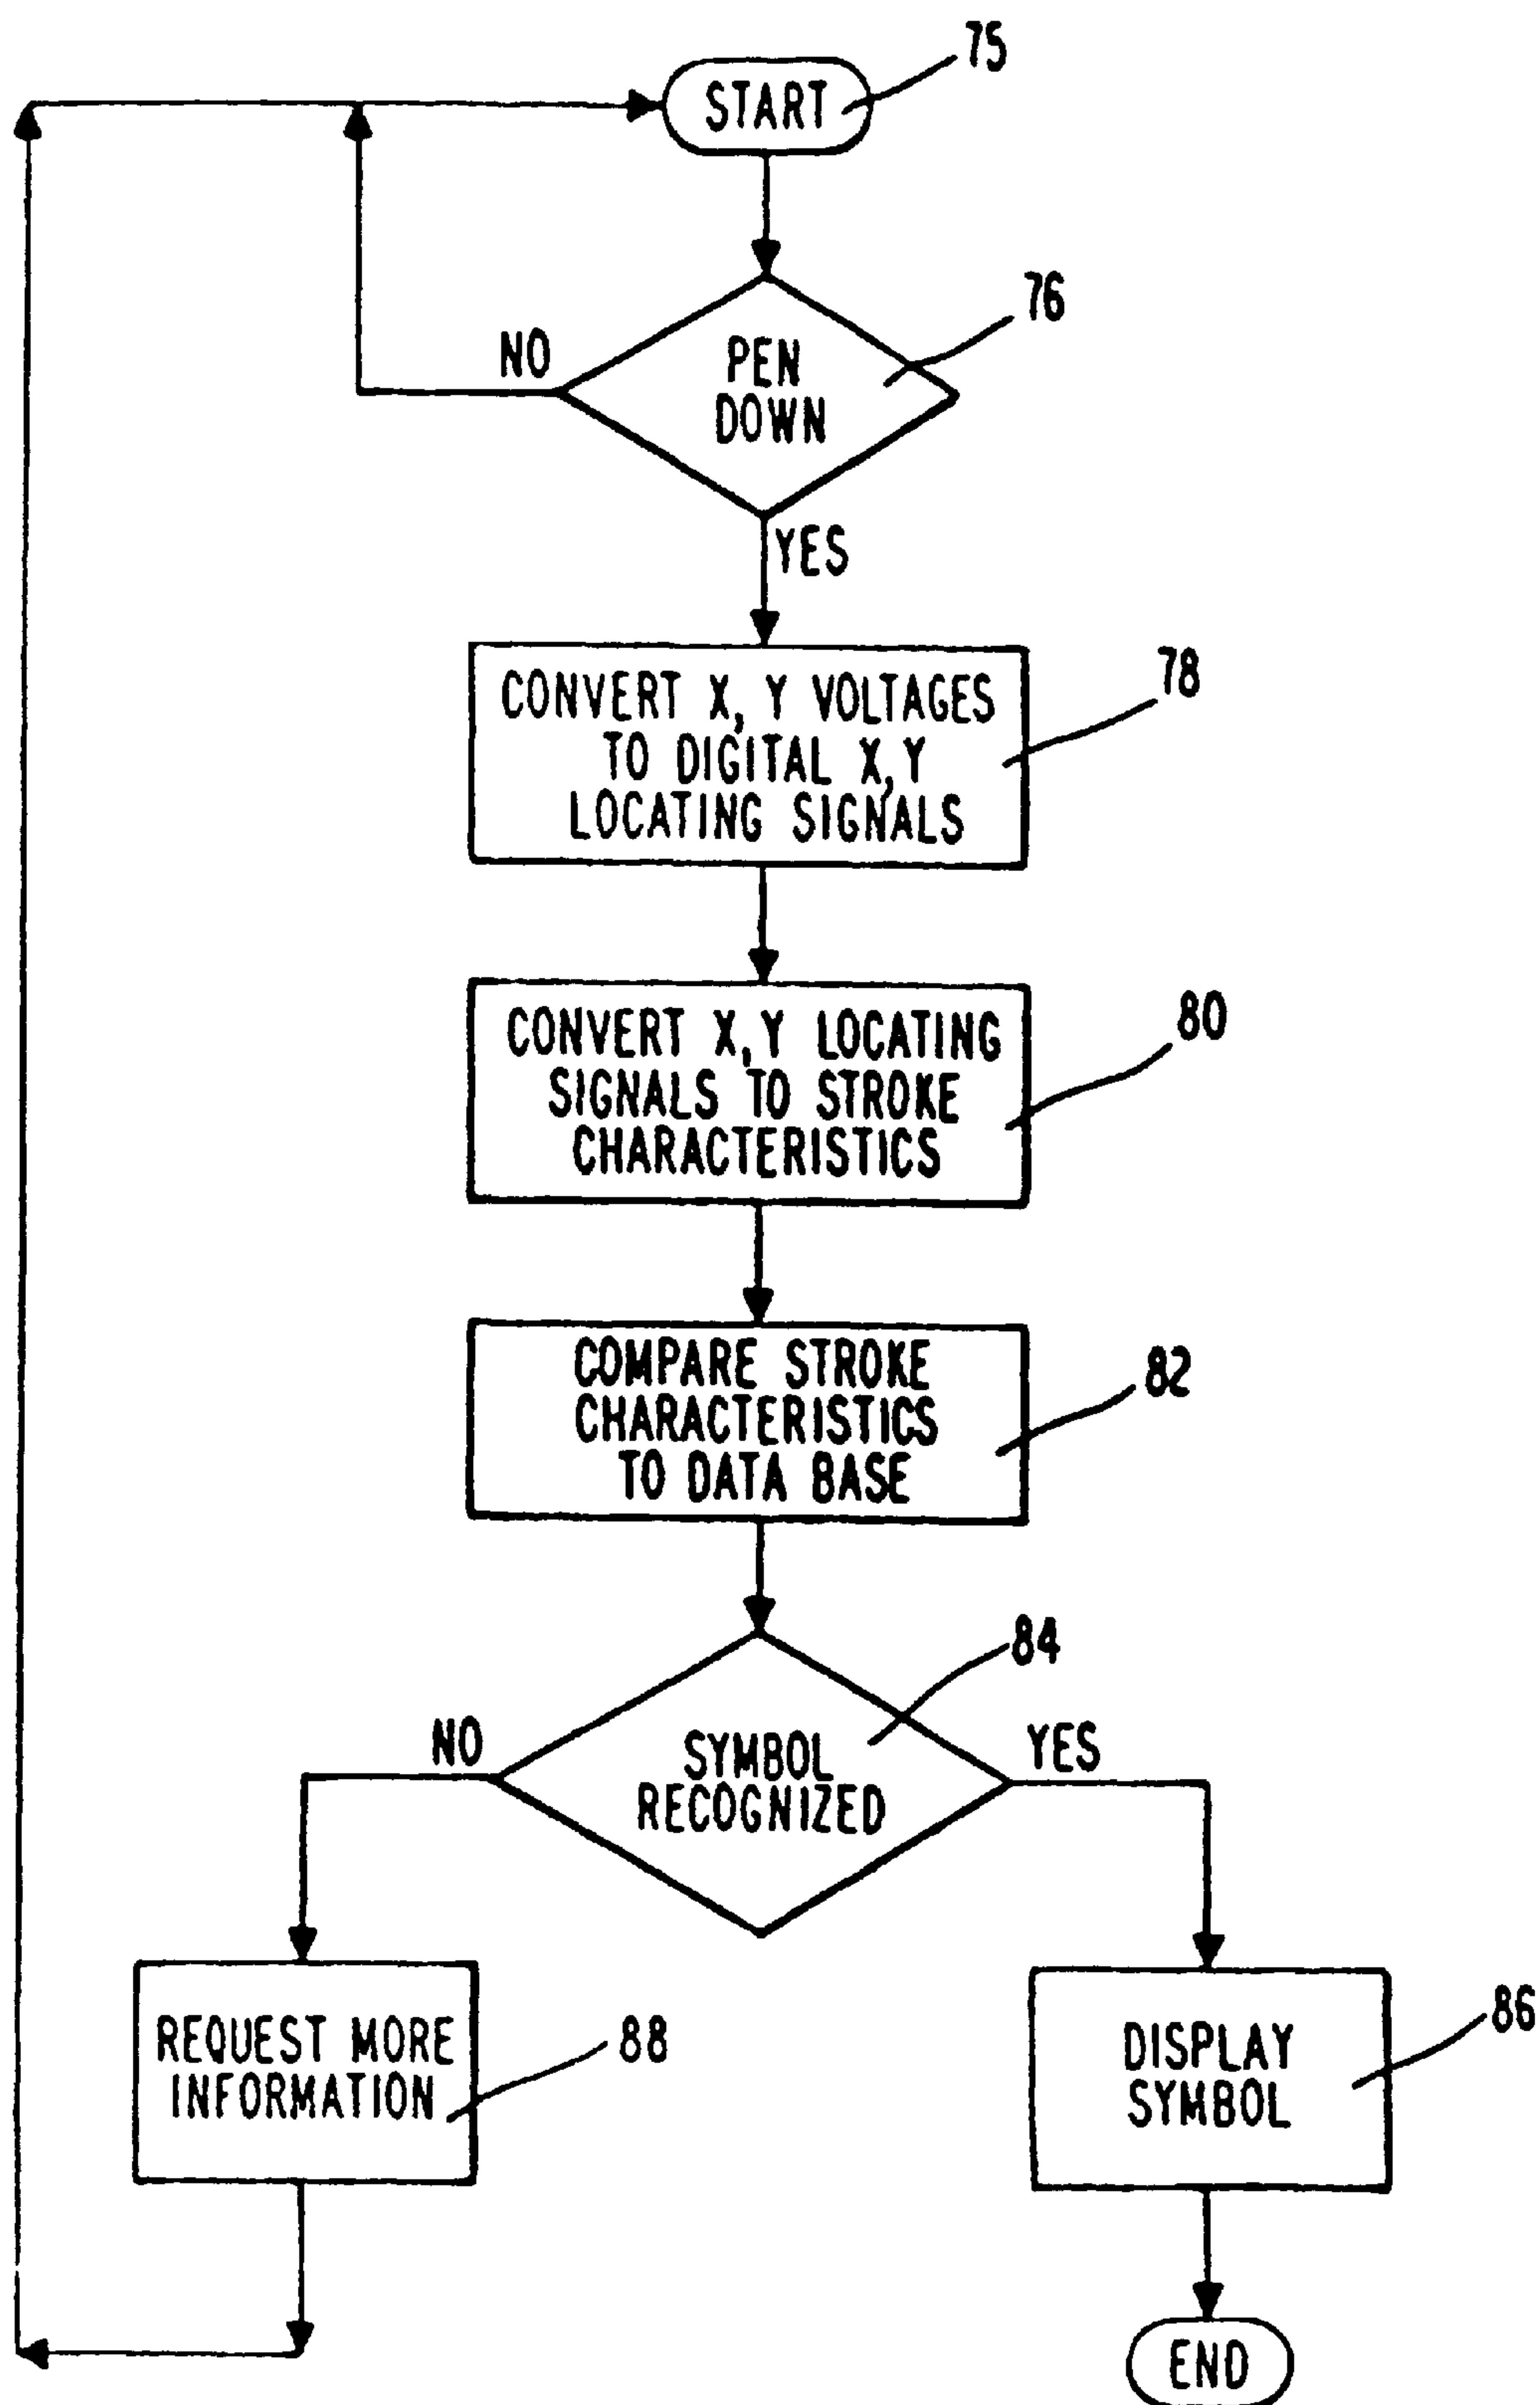 75
START
76
NO
PEN
DOWN
YES
78
CONVERT X, Y VOLTAGES
TO DIGITAL X,Y
LOCATING SIGNALS
80
CONVERT X,Y LOCATING
SIGNALS TO STROKE
CHARACTERISTICS
82
COMPARE STROKE
CHARACTERISTICS
TO DATA BASE
84
NO
SYMBOL
RECOGNIZED
YES
REQUEST MORE
INFORMATION
88
DISPLAY
SYMBOL
86
END